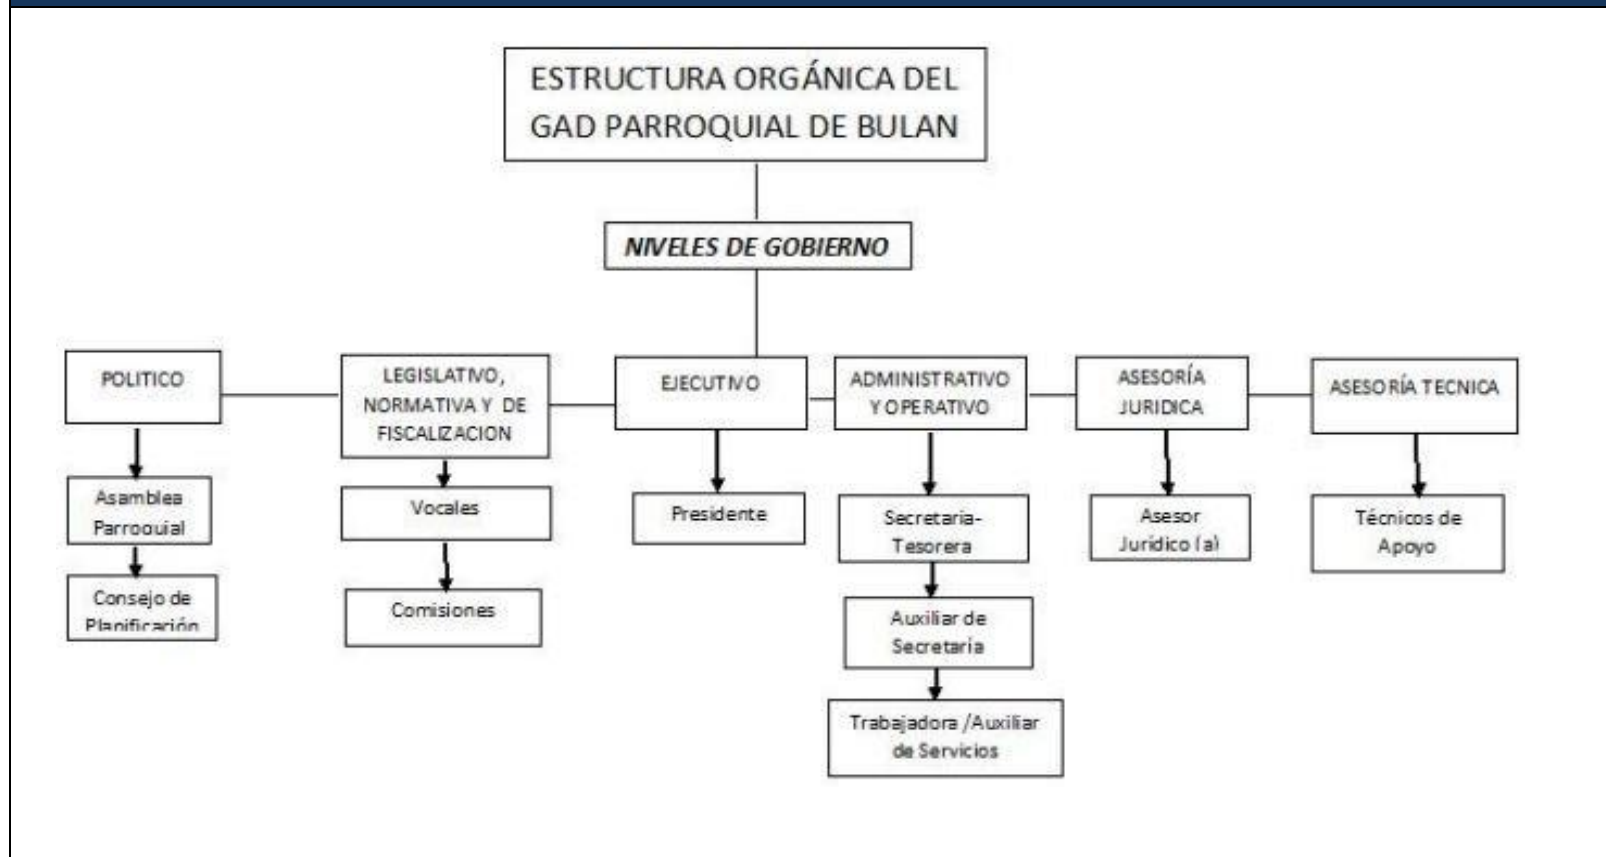 ESTRUCTURA ORGÁNICA DEL
GAD PARROQUIAL DE BULAN
NIVELES DE GOBIERNO
POLITICO
LEGISLATIVO,
NORMATIVA Y DE
FISCALIZACION
EJECUTIVO
ADMINISTRATIVO
Y OPERATIVO
ASESORÍA
JURIDICA
ASESORÍA TECNICA
Asamblea
Parroquial
Consejo de
Planificación
Vocales
Comisiones
Presidente
Secretaria-
Tesorera
Auxiliar de
Secretaría
Trabajadora /Auxiliar
de Servicios
Asesor
Jurídico (a)
Técnicos de
Apoyo